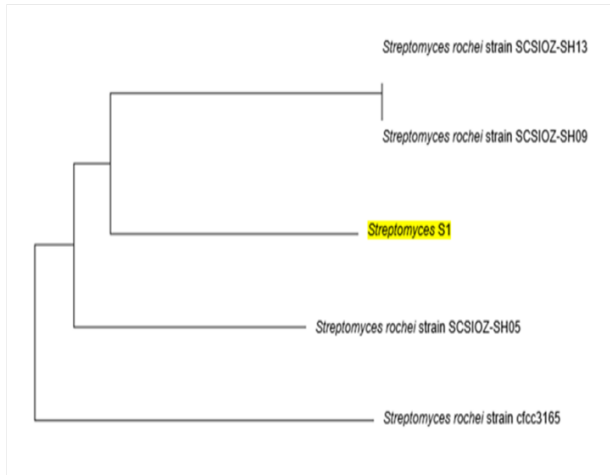 Streptomyces rochei strain SCSIOZ-SH13
Streptomyces rochei strain SCSIOZ-SH09
Streptomyces S1
Streptomyces rochei strain SCSIOZ-SH05
Streptomyces rochei strain cfcc3165